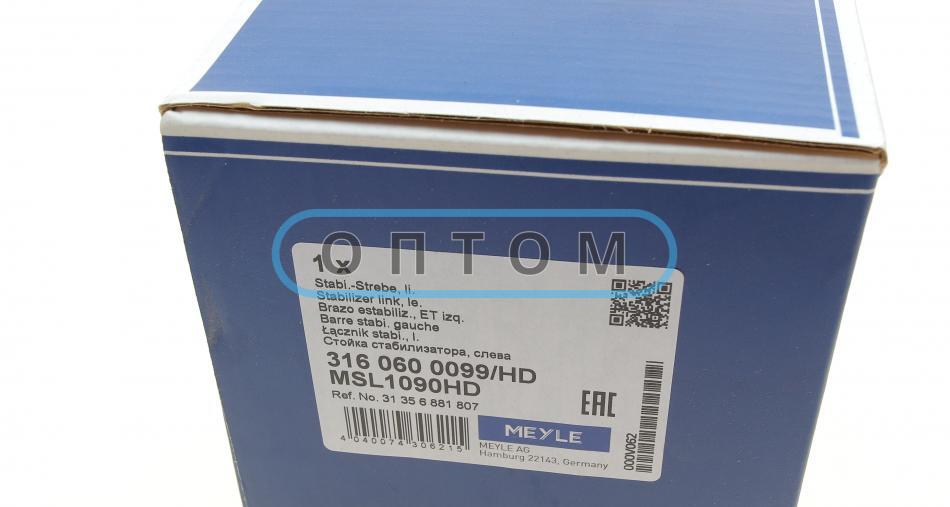 ОПТОМ
1 x
Stabi.-Strebe, li.
Stabilizer link, le.
Brazo estabiliz., ET izq.
Barre stabi. gauche
Łącznik stabi., l.
Стойка стабилизатора, слева
316 060 0099/HD
MSL1090HD
Ref. No. 31 35 6 881 807
EAC
4 040074 306215
MEYLE
MEYLE AG
Hamburg 22143, Germany
000V062